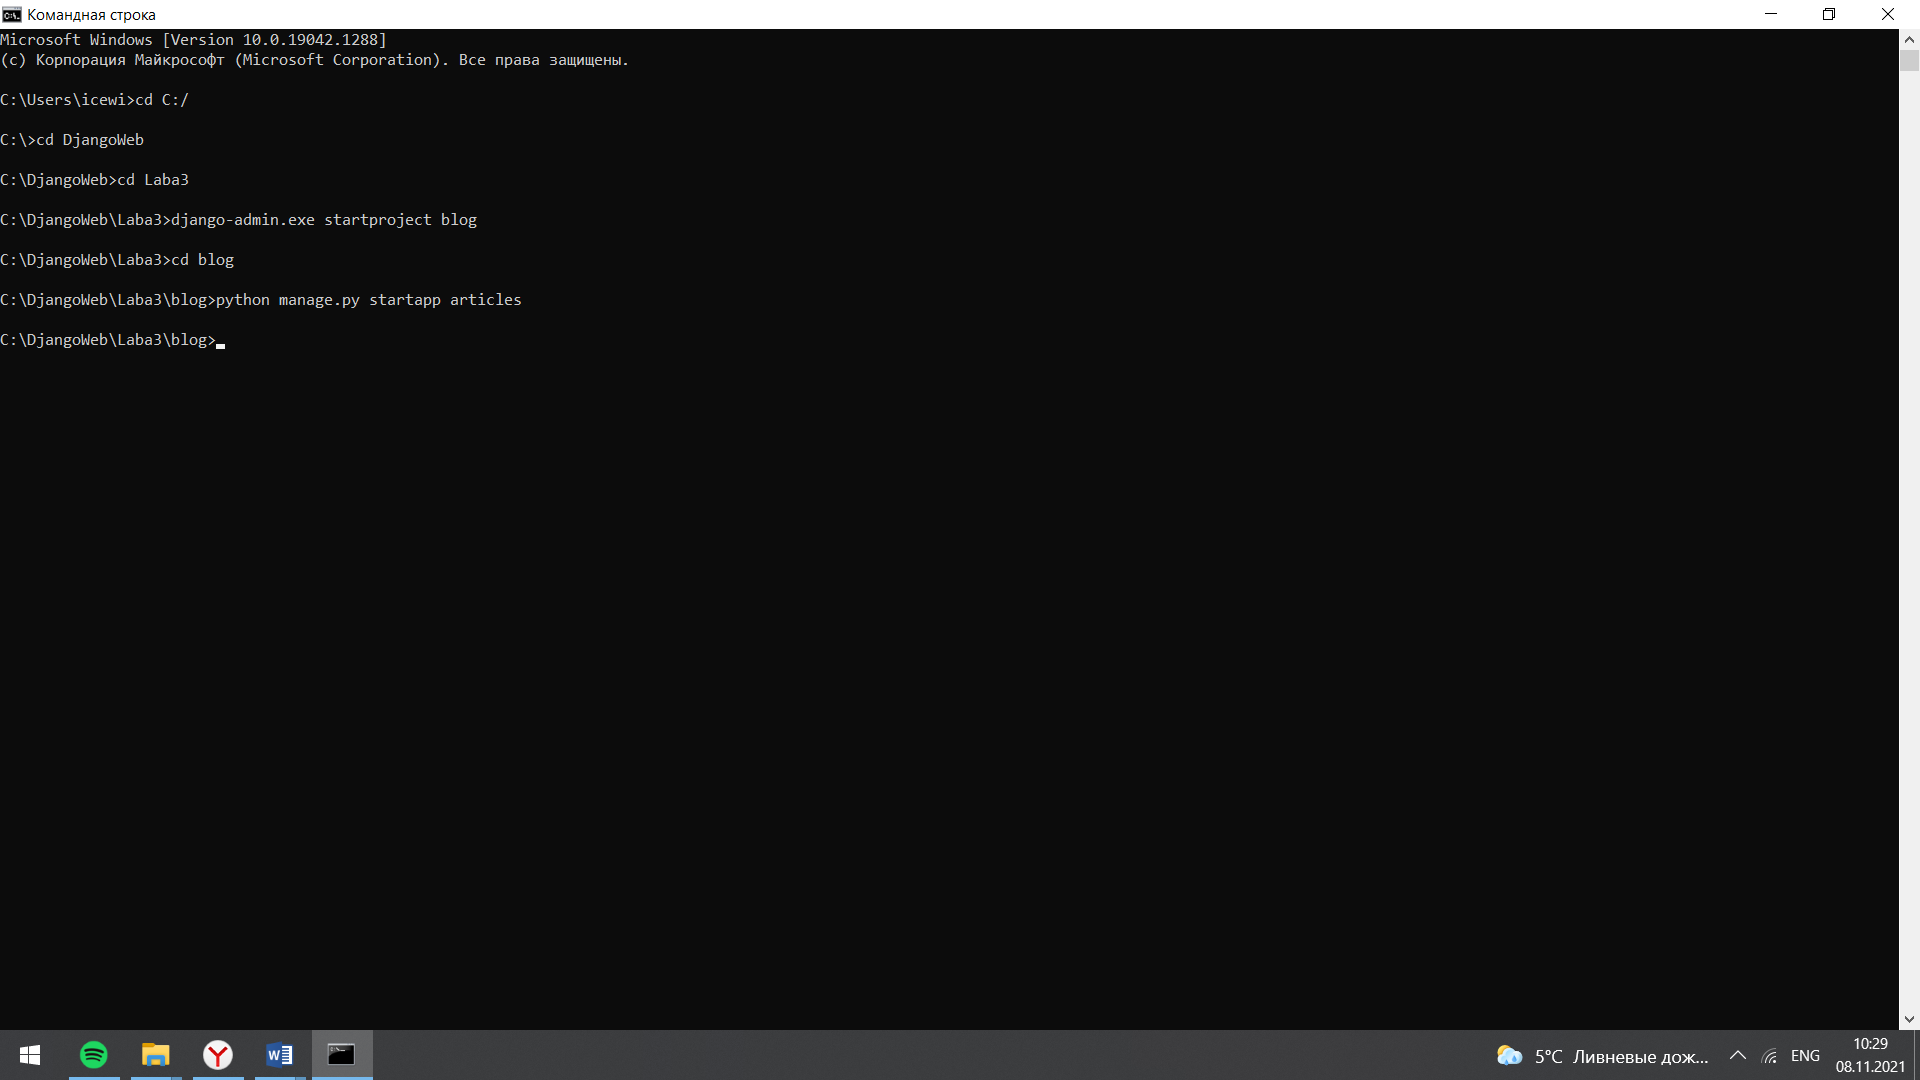 Командная строка
Microsoft Windows [Version 10.0.19042.1288]
(c) Корпорация Майкрософт (Microsoft Corporation). Все права защищены.
C:\Users\icewi>cd C:/
C:\>cd DjangoWeb
C:\DjangoWeb>cd Laba3
C:\DjangoWeb\Laba3>django-admin.exe startproject blog
C:\DjangoWeb\Laba3>cd blog
C:\DjangoWeb\Laba3\blog>python manage.py startapp articles
C:\DjangoWeb\Laba3\blog>
5°C Ливневые дож... ENG
10:29
08.11.2021